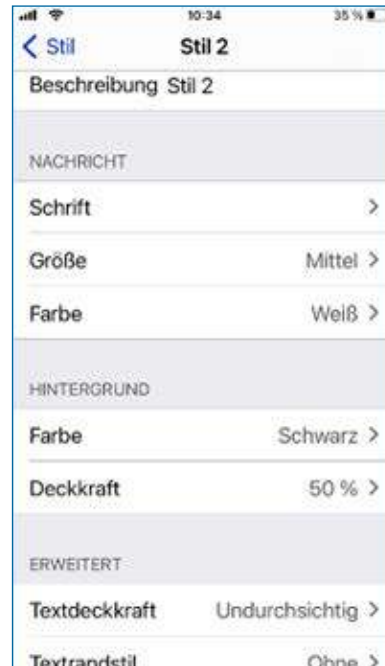 10:34 35 %
Stil Stil 2
Beschreibung Stil 2
NACHRICHT
Schrift
Größe Mittel
Farbe Weiß
HINTERGRUND
Farbe Schwarz
Deckkraft 50 %
ERWEITERT
Textdeckkraft Undurchsichtig
Textrandstil Ohne